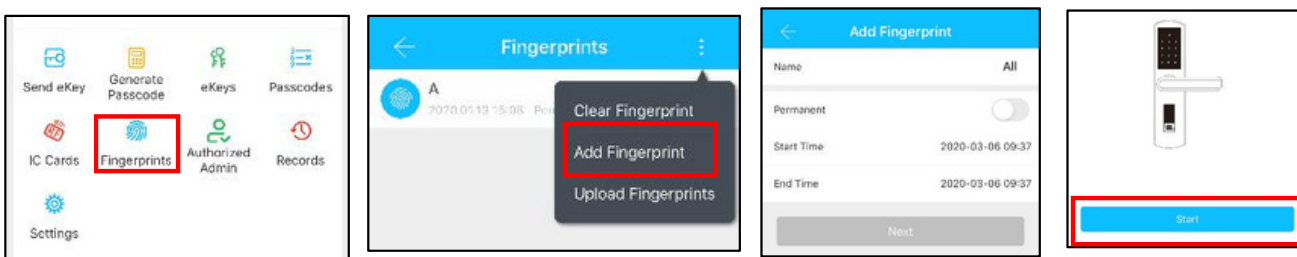 Send eKey
Generate
Passcode
eKeys
Passcodes
IC Cards
Fingerprints
Authorized
Admin
Records
Settings
Fingerprints
A
2020.01.13 15:08
Clear Fingerprint
Add Fingerprint
Upload Fingerprints
Add Fingerprint
Name All
Permanent
Start Time 2020-03-06 09:37
End Time 2020-03-06 09:37
Next
Start